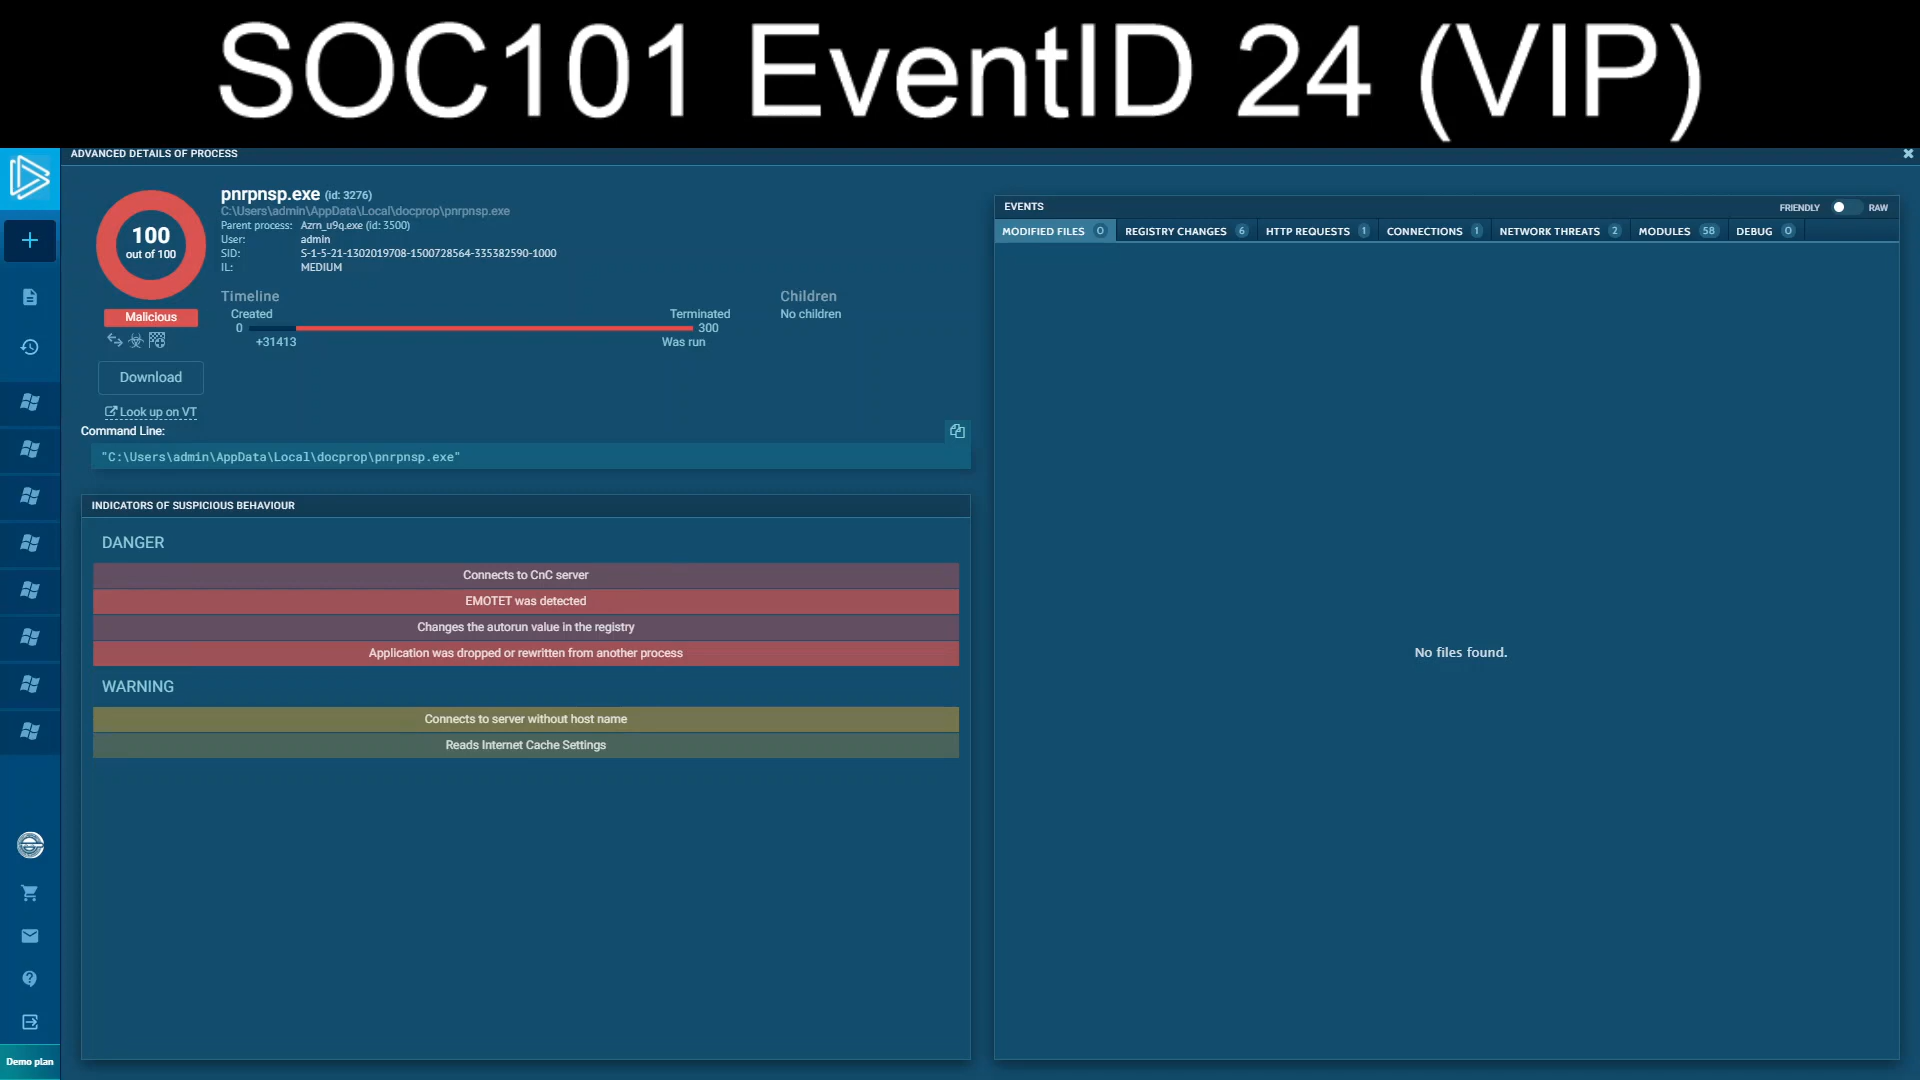 SOC101 EventID 24 (VIP)
ADVANCED DETAILS OF PROCESS
100
out of 100
Malicious
Download
Look up on VT
pnrpnsp.exe (id: 3276)
C:\Users\admin\AppData\Local\docprop\pnrpnsp.exe
Parent process: Azrn_u9q.exe (id: 3500)
User: admin
SID: S-1-5-21-1302019708-1500728564-335382590-1000
IL: MEDIUM
Timeline
Created Terminated
0 300
+31413 Was run
Children
No children
Command Line:
"C:\Users\admin\AppData\Local\docprop\pnrpnsp.exe"
INDICATORS OF SUSPICIOUS BEHAVIOUR
DANGER
Connects to CnC server
EMOTET was detected
Changes the autorun value in the registry
Application was dropped or rewritten from another process
WARNING
Connects to server without host name
Reads Internet Cache Settings
EVENTS
FRIENDLY RAW
MODIFIED FILES 0 REGISTRY CHANGES 6 HTTP REQUESTS 1 CONNECTIONS 1 NETWORK THREATS 2 MODULES 58 DEBUG 0
No files found.
Demo plan